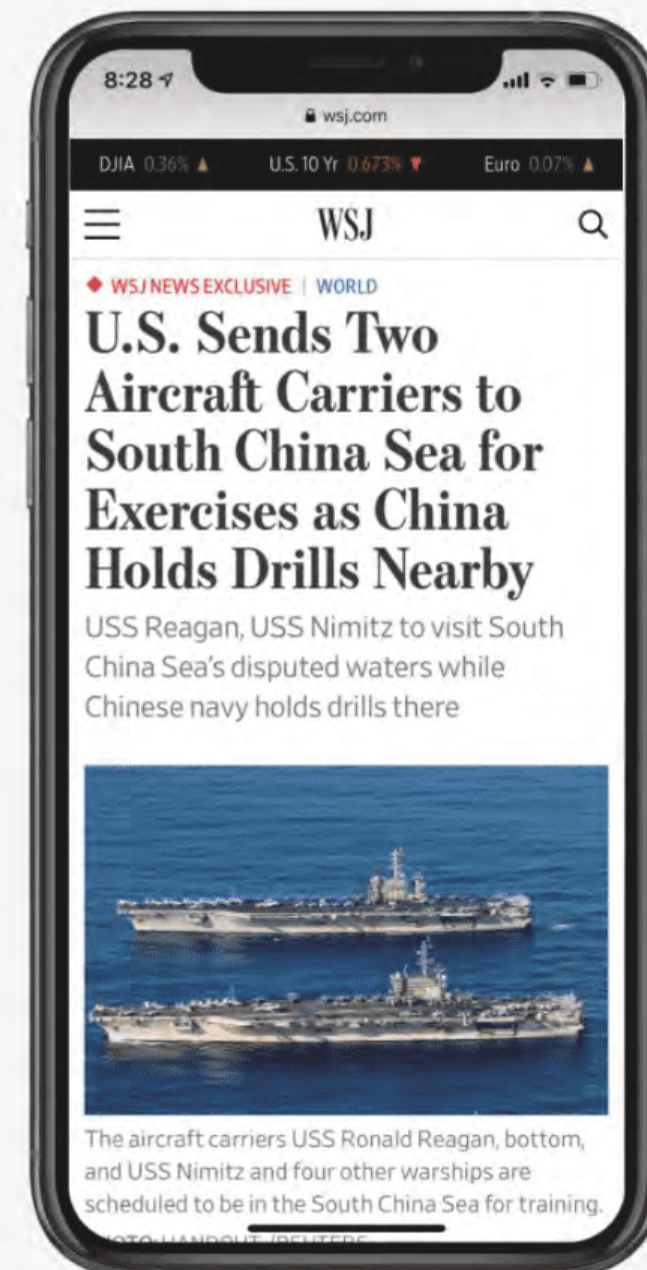 8:28
wsj.com
DJIA 0.36% ▲ U.S. 10 Yr 0.673% ▼ Euro 0.07% ▲
WSJ
WSJ NEWS EXCLUSIVE | WORLD
U.S. Sends Two
Aircraft Carriers to
South China Sea for
Exercises as China
Holds Drills Nearby
USS Reagan, USS Nimitz to visit South
China Sea’s disputed waters while
Chinese navy holds drills there
The aircraft carriers USS Ronald Reagan, bottom,
and USS Nimitz and four other warships are
scheduled to be in the South China Sea for training.